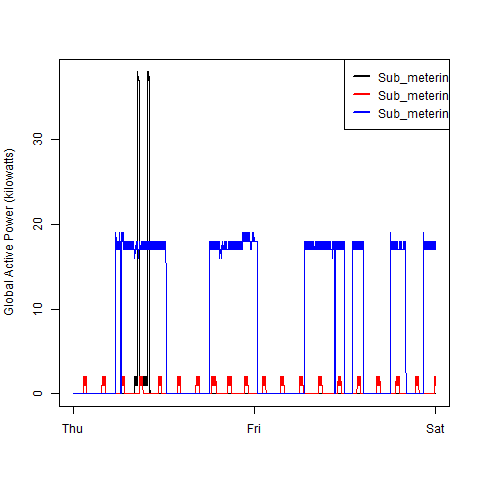 Sub_meterin
Sub_meterin
Sub_meterin
Global Active Power (kilowatts)
30
20
10
0
Thu Fri Sat